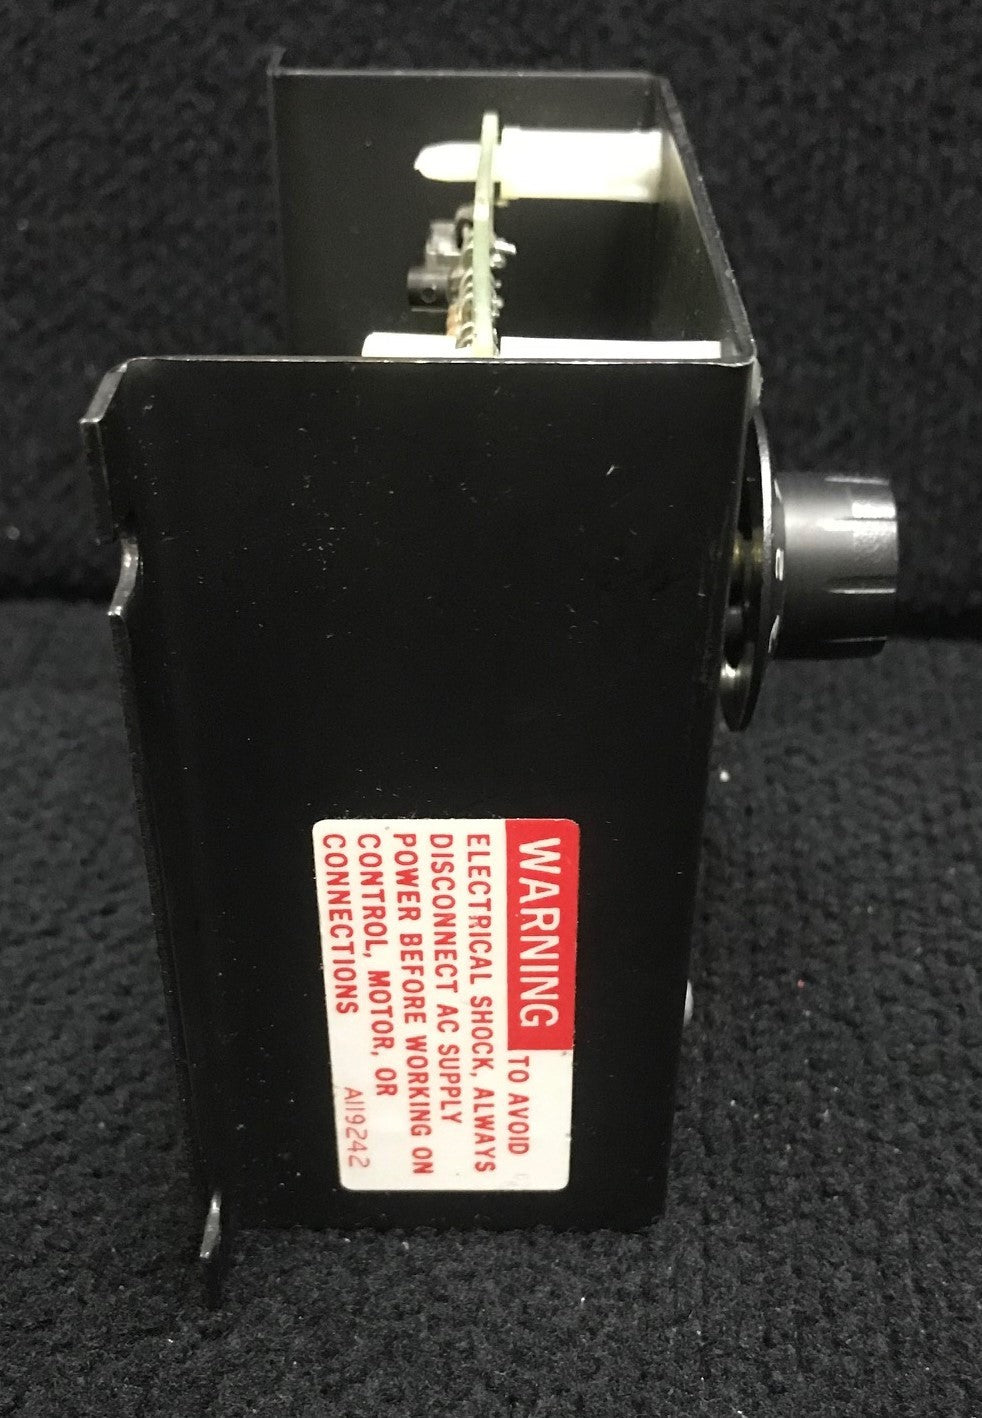 WARNING TO AVOID
ELECTRICAL SHOCK, ALWAYS
DISCONNECT AC SUPPLY
POWER BEFORE WORKING ON
CONTROL, MOTOR, OR
CONNECTIONS A119242